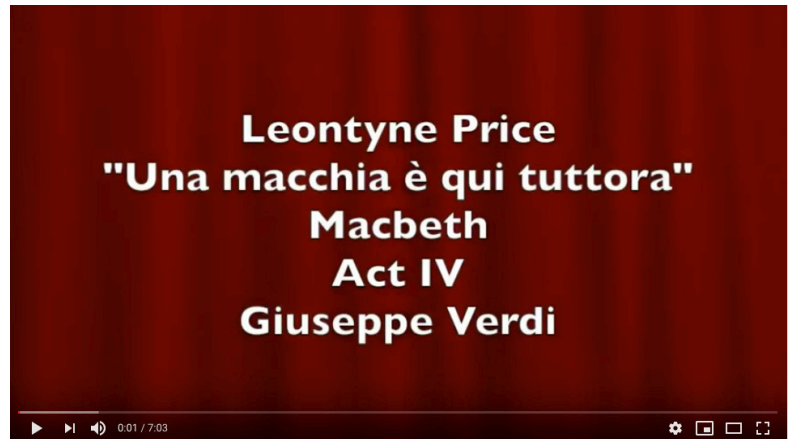 Leontyne Price
"Una macchia è qui tuttora"
Macbeth
Act IV
Giuseppe Verdi
0:01 / 7:03